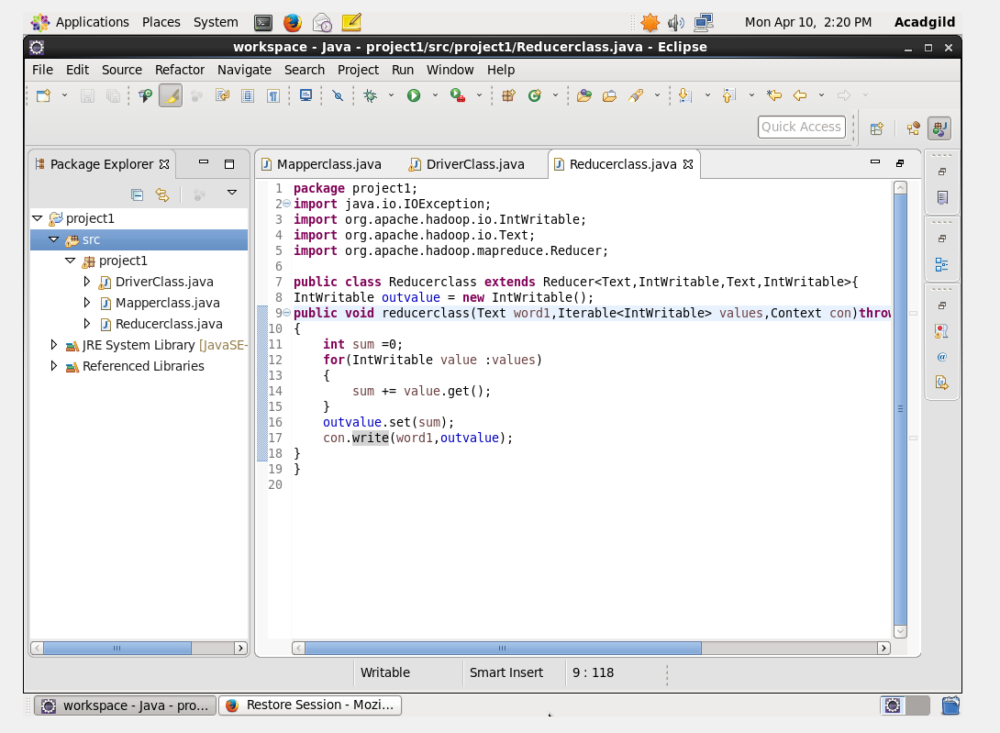 Applications Places System Mon Apr 10, 2:20 PM Acadgild
workspace - Java - project1/src/project1/Reducerclass.java - Eclipse
File Edit Source Refactor Navigate Search Project Run Window Help
Quick Access
Package Explorer
Mapperclass.java DriverClass.java Reducerclass.java
project1
src
project1
DriverClass.java
Mapperclass.java
Reducerclass.java
JRE System Library [JavaSE-
Referenced Libraries
1 package project1;
2 import java.io.IOException;
3 import org.apache.hadoop.io.IntWritable;
4 import org.apache.hadoop.io.Text;
5 import org.apache.hadoop.mapreduce.Reducer;
6
7 public class Reducerclass extends Reducer<Text,IntWritable,Text,IntWritable>{
8 IntWritable outvalue = new IntWritable();
9 public void reducerclass(Text word1,Iterable<IntWritable> values,Context con)throw
10 {
11 int sum =0;
12 for(IntWritable value :values)
13 {
14 sum += value.get();
15 }
16 outvalue.set(sum);
17 con.write(word1,outvalue);
18 }
19 }
20
Writable Smart Insert 9 : 118
workspace - Java - pro... Restore Session - Mozi...